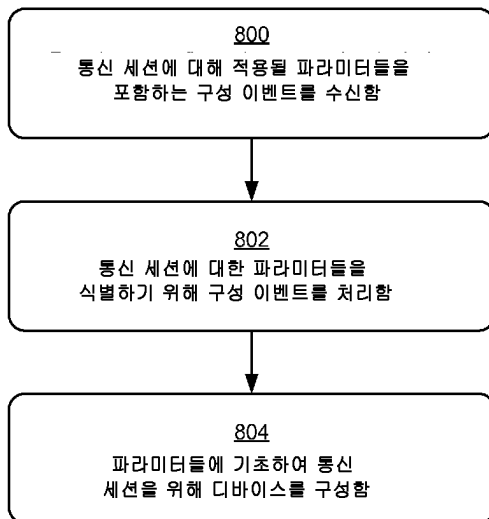 800
통신 세션에 대해 적용될 파라미터들을
포함하는 구성 이벤트를 수신함
802
통신 세션에 대한 파라미터들을
식별하기 위해 구성 이벤트를 처리함
804
파라미터들에 기초하여 통신
세션을 위해 디바이스를 구성함